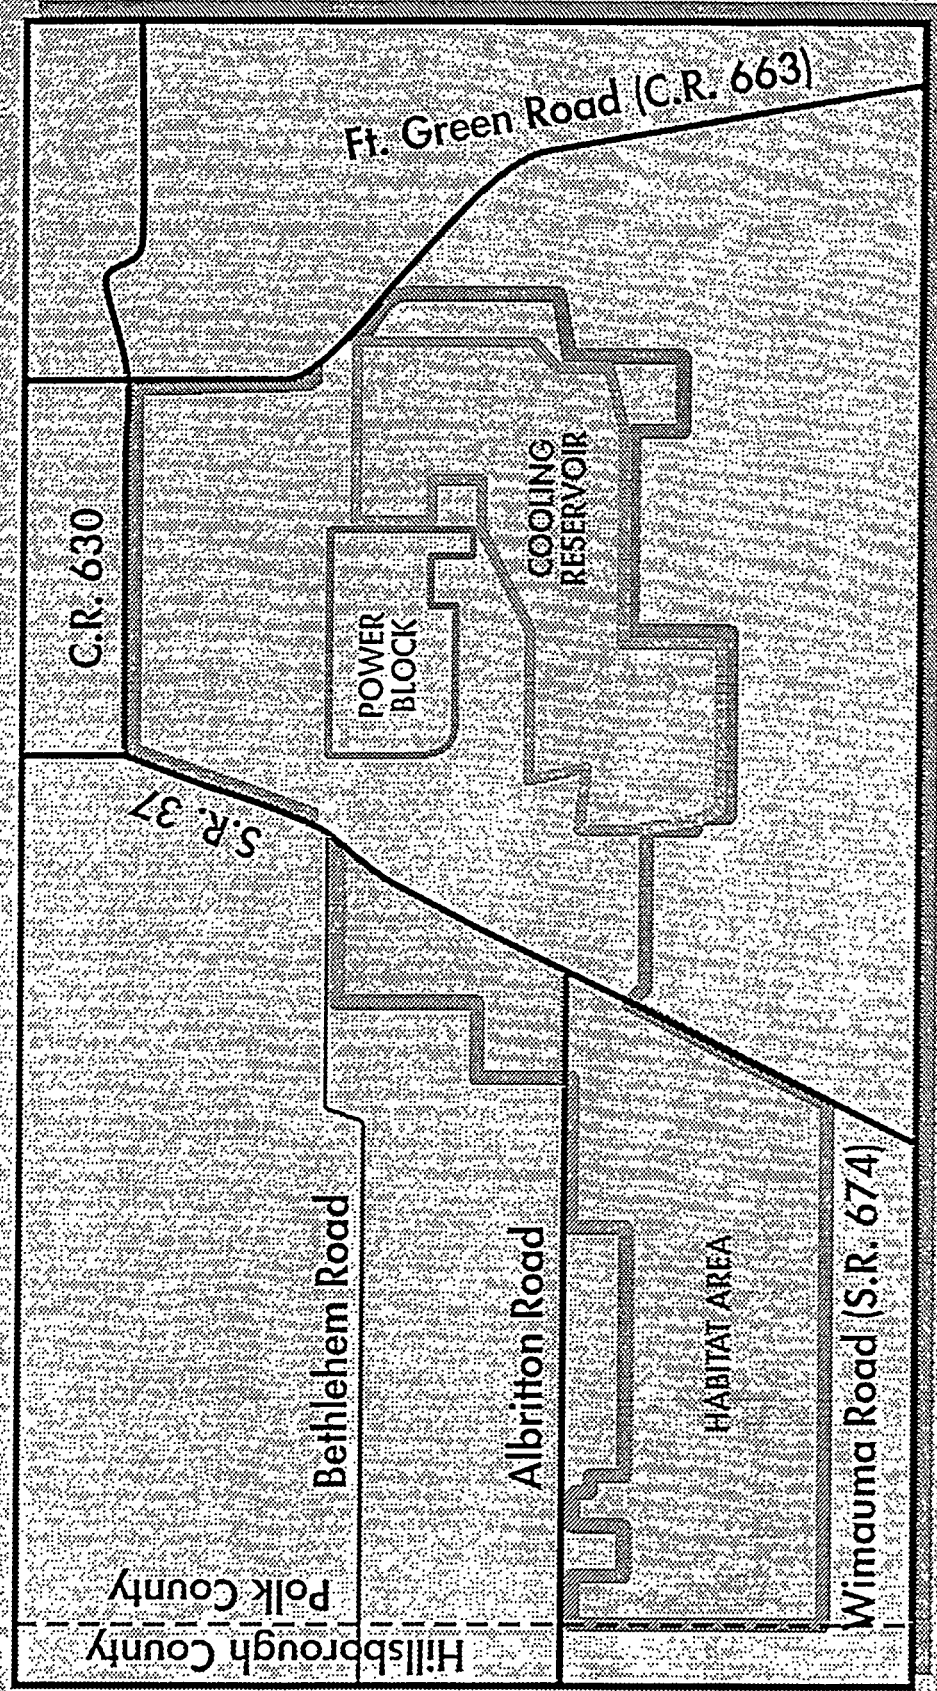 Ft. Green Road (C.R. 663)
C.R. 630
COOLING
RESERVOIR
POWER
BLOCK
S.R. 37
Bethlehem Road
Albritton Road
HABITAT AREA
Wimauma Road (S.R. 674)
Polk County
Hillsborough County